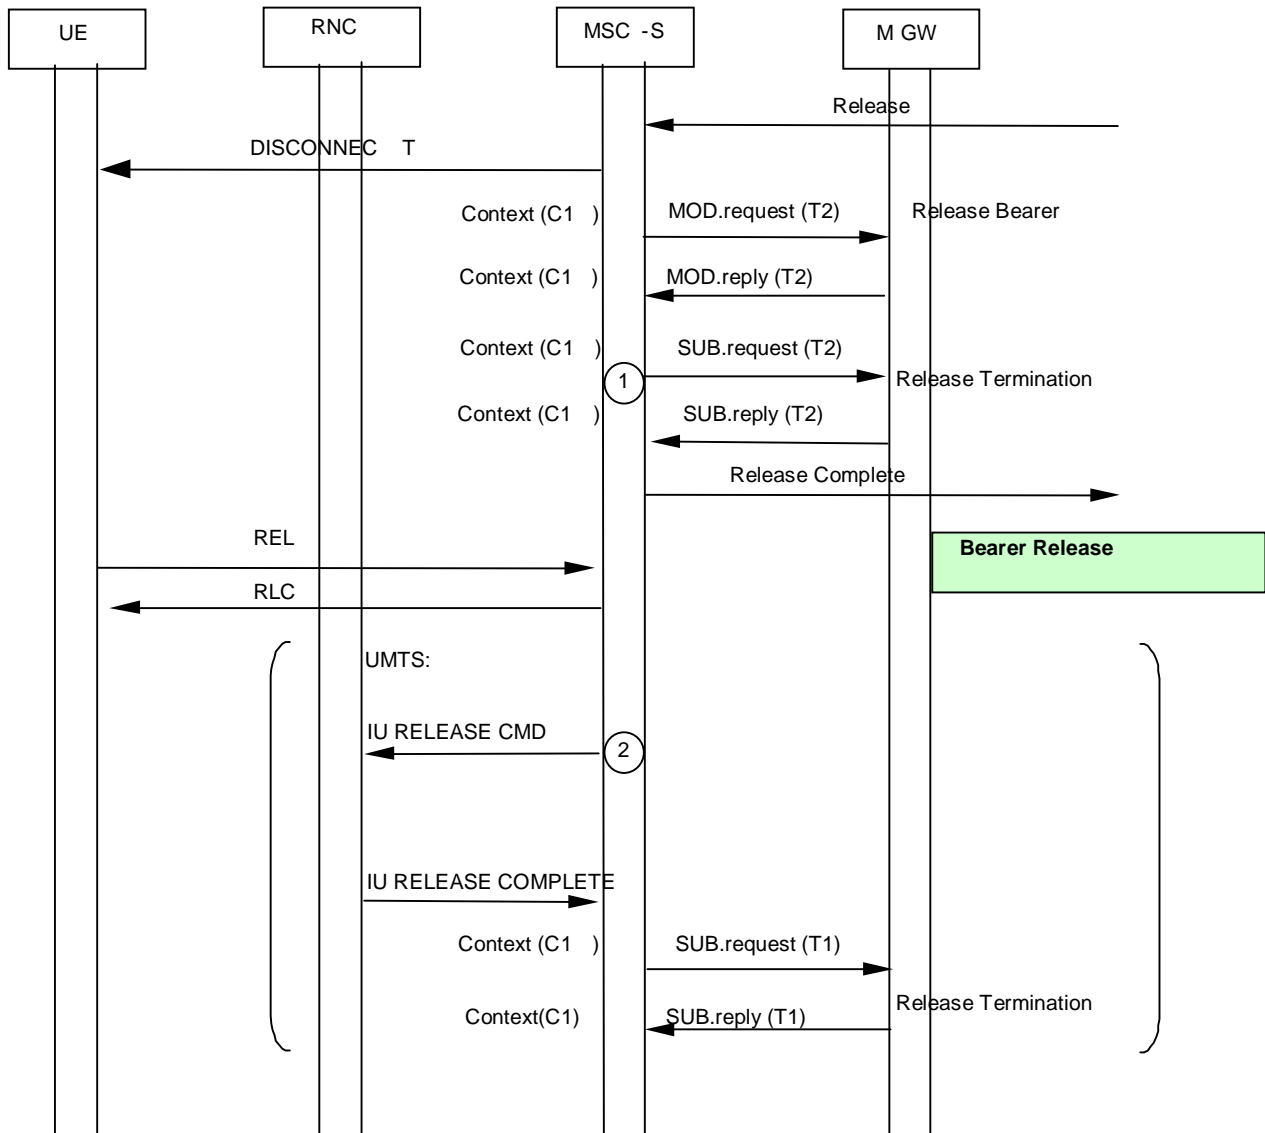 UE
RNC
MSC -S
M GW
Release
DISCONNEC T
Context (C1 )
MOD.request (T2)
Release Bearer
Context (C1 )
MOD.reply (T2)
Context (C1 )
SUB.request (T2)
1
Release Termination
Context (C1 )
SUB.reply (T2)
Release Complete
REL
Bearer Release
RLC
UMTS:
IU RELEASE CMD
2
IU RELEASE COMPLETE
Context (C1 )
SUB.request (T1)
Release Termination
Context(C1)
SUB.reply (T1)